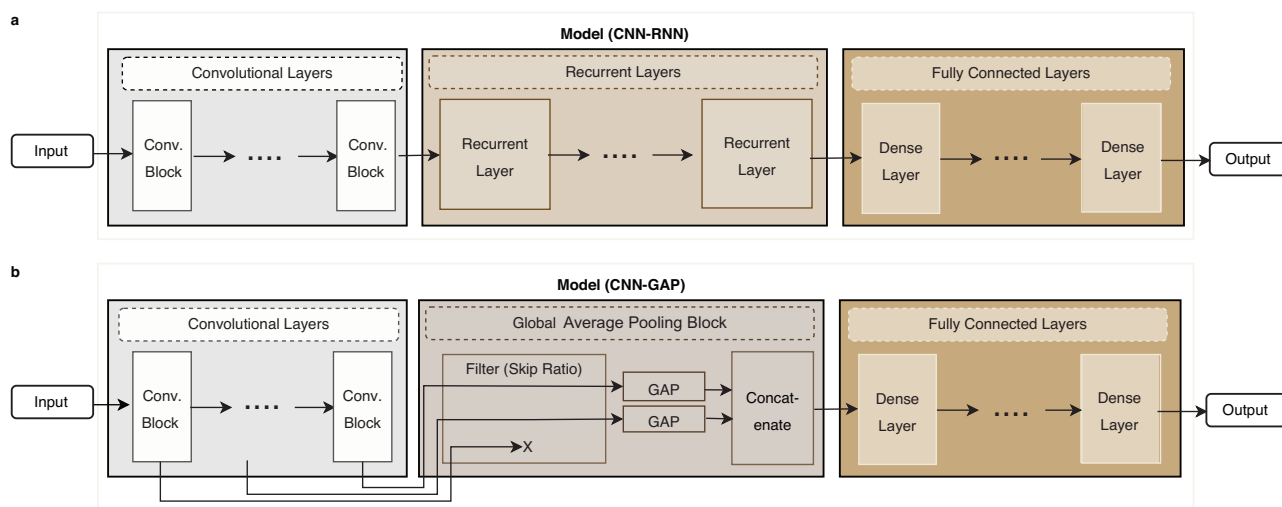 a
Model (CNN-RNN)
Convolutional Layers
Recurrent Layers
Fully Connected Layers
Input
Conv.
Block
....
Conv.
Block
Recurrent
Layer
....
Recurrent
Layer
Dense
Layer
....
Dense
Layer
Output
b
Model (CNN-GAP)
Convolutional Layers
Global Average Pooling Block
Fully Connected Layers
Input
Conv.
Block
....
Conv.
Block
Filter (Skip Ratio)
X
GAP
GAP
Concat-
enate
Dense
Layer
....
Dense
Layer
Output